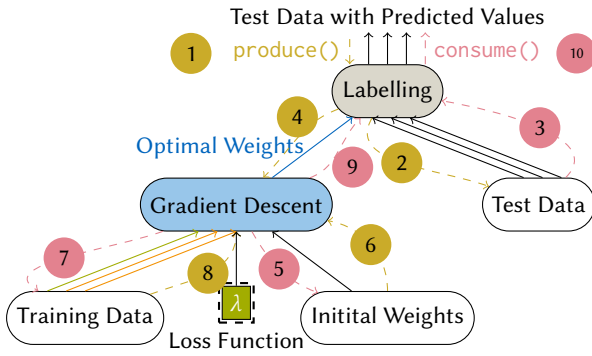 Test Data with Predicted Values
1
produce()
consume()
10
Labelling
4
3
Optimal Weights
2
9
Gradient Descent
Test Data
7
6
8
5
λ
Training Data
Initital Weights
Loss Function